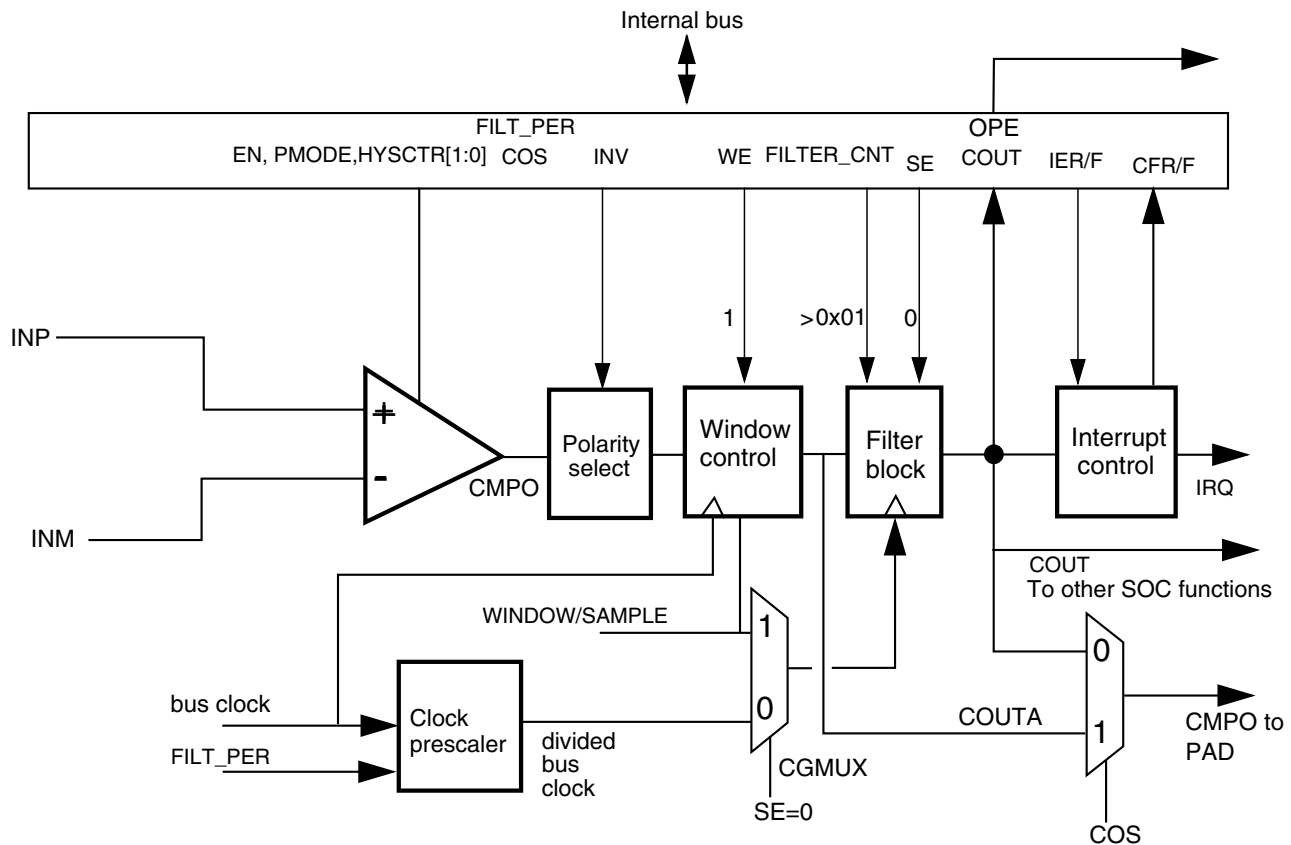 Internal bus
FILT_PER
OPE
EN, PMODE,HYSCTR[1:0]
COS
INV
WE
FILTER_CNT
SE
COUT
IER/F
CFR/F
1
>0x01
0
INP
+
-
INM
CMPO
Polarity
select
Window
control
Filter
block
Interrupt
control
IRQ
COUT
To other SOC functions
WINDOW/SAMPLE
1
0
CGMUX
SE=0
bus clock
FILT_PER
Clock
prescaler
divided
bus
clock
COUTA
0
1
CMPO to
PAD
COS